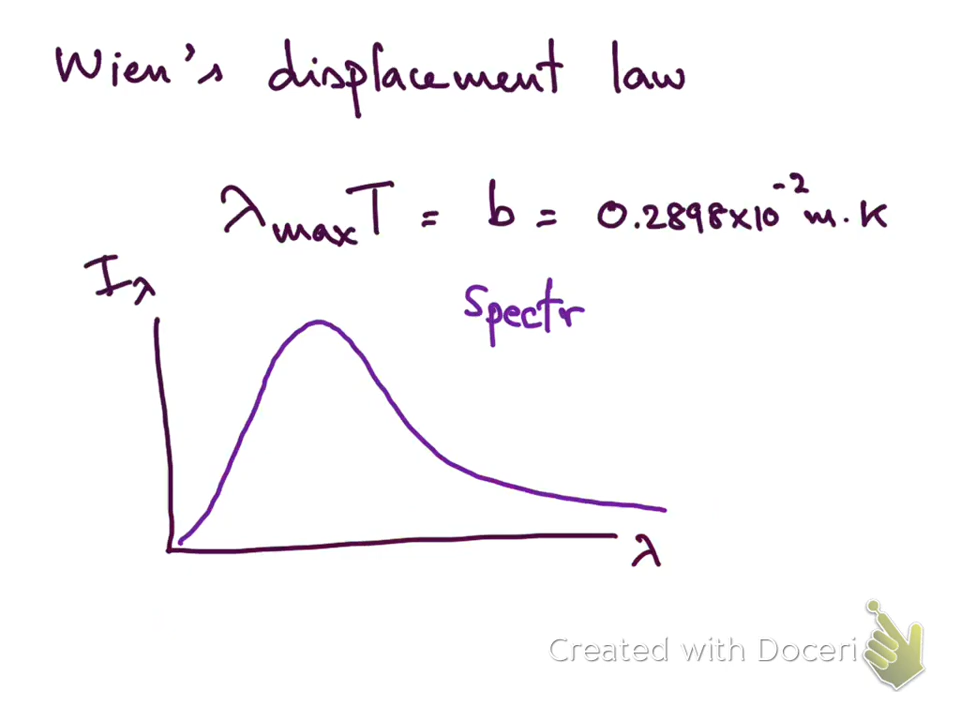 Wien's displacement law
λmaxT = b = 0.2898x10⁻² m.K
Iλ
Spectr
λ
Created with Doceri